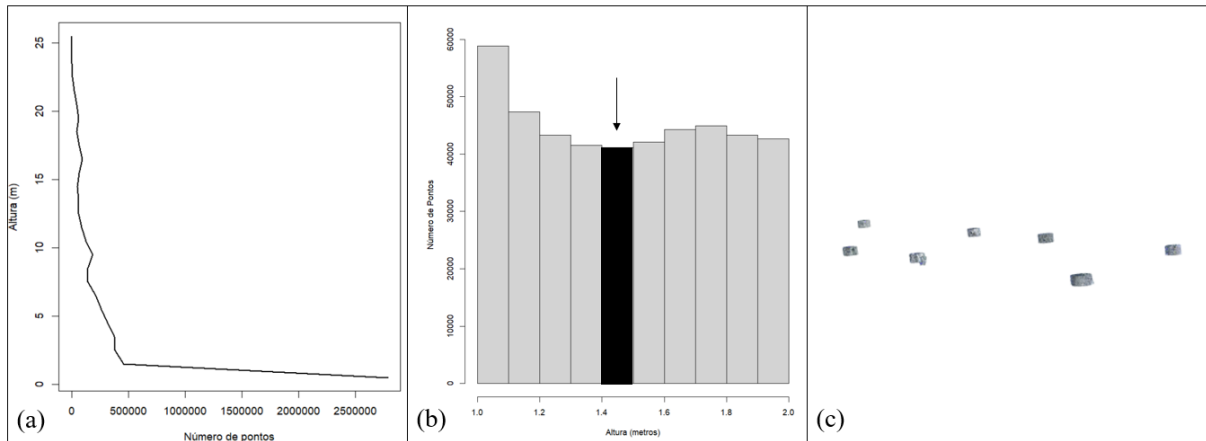 25
20
15
10
5
0
Altura (m)
0 500000 1000000 1500000 2000000 2500000
Número de pontos
(a)
60000
50000
40000
30000
20000
10000
0
Número de Pontos
1.0 1.2 1.4 1.6 1.8 2.0
Altura (metros)
(b)
(c)